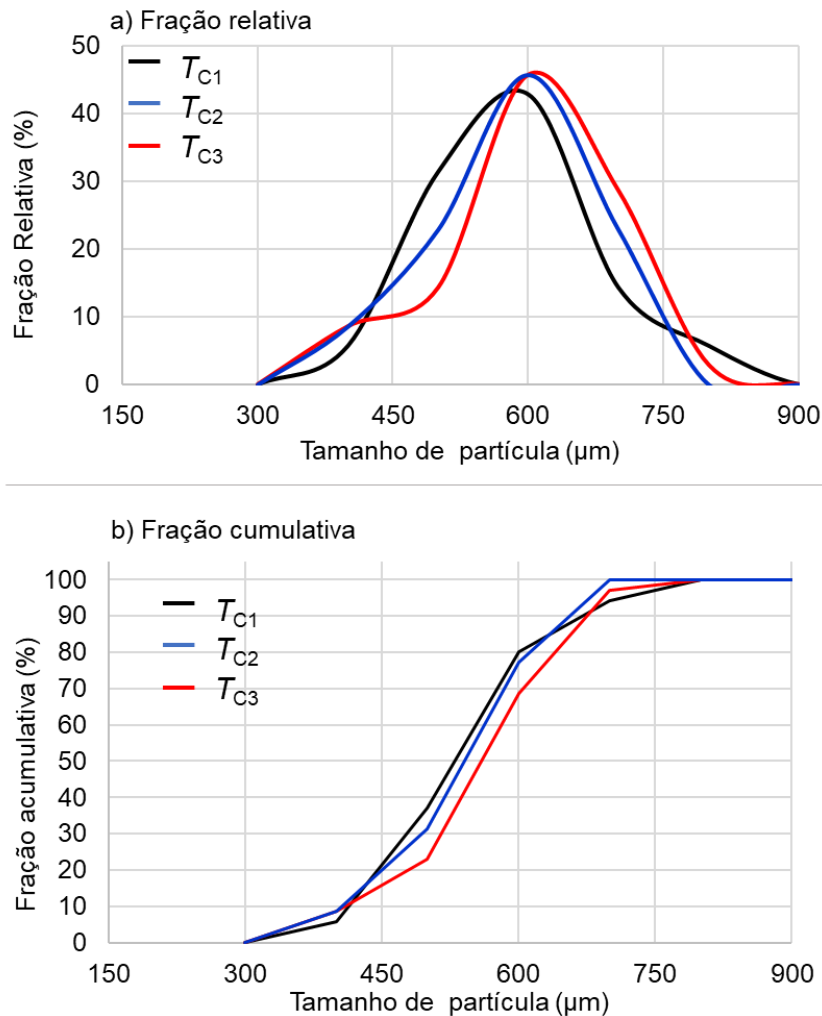 a) Fração relativa
50
40
30
20
10
0
Fração Relativa (%)
TC1
TC2
TC3
150 300 450 600 750 900
Tamanho de partícula (μm)
b) Fração cumulativa
100
90
80
70
60
50
40
30
20
10
0
Fração acumulativa (%)
TC1
TC2
TC3
150 300 450 600 750 900
Tamanho de partícula (μm)